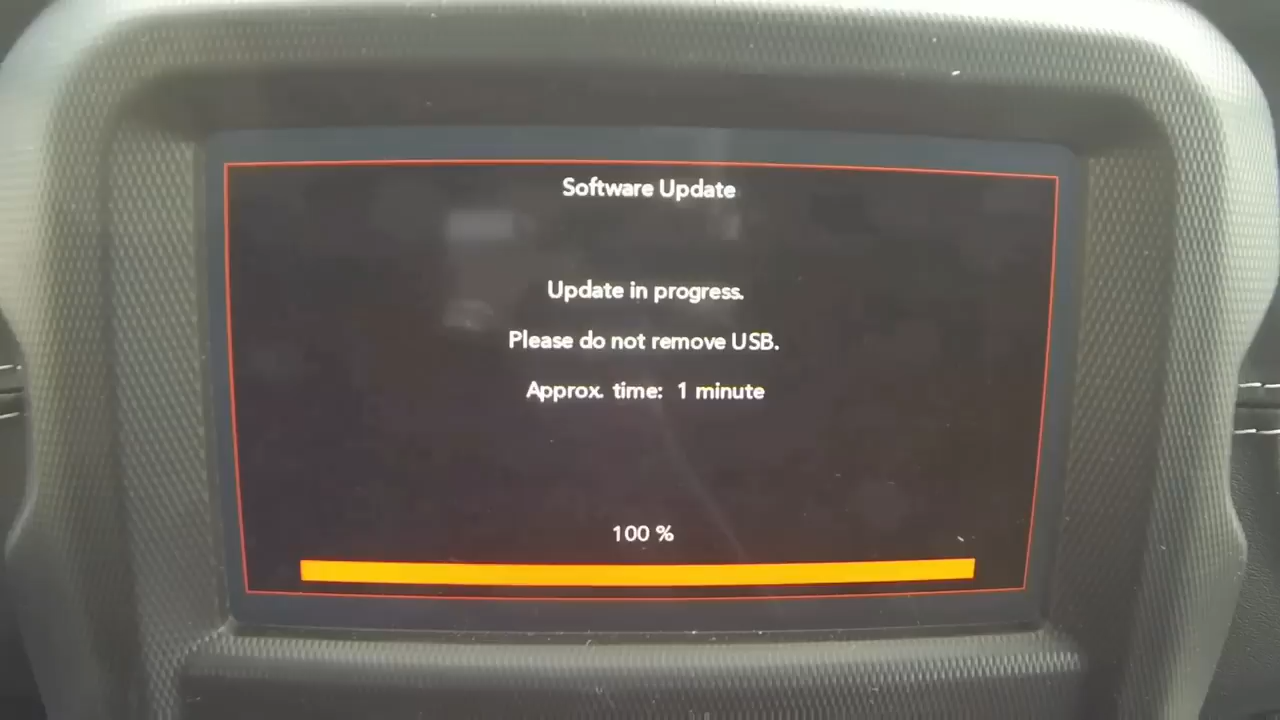 Software Update
Update in progress.
Please do not remove USB.
Approx. time: 1 minute
100 %